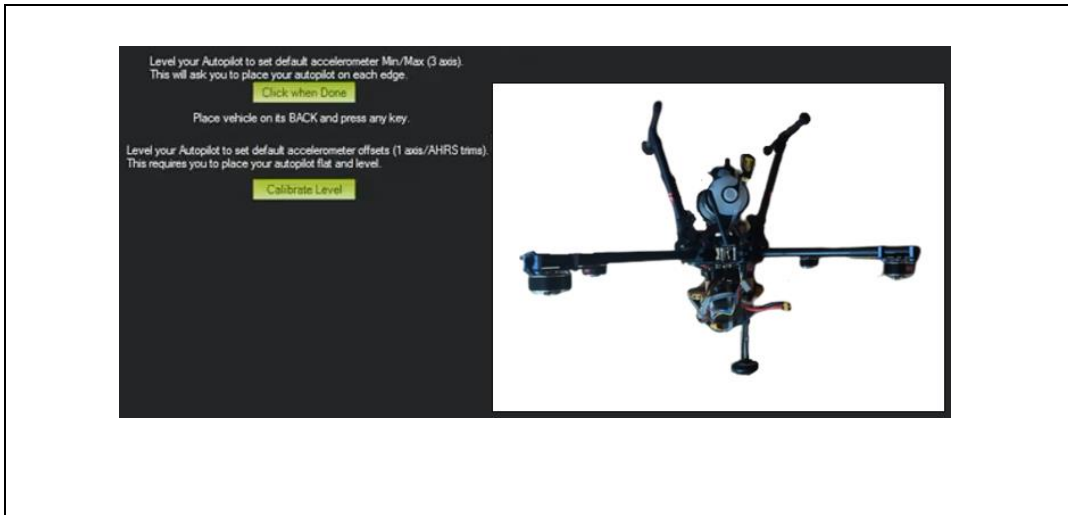 Level your Autopilot to set default accelerometer Min/Max (3 axis).
This will ask you to place your autopilot on each edge.
Click when Done
Place vehicle on its BACK and press any key.
Level your Autopilot to set default accelerometer offsets (1 axis/AHRS trims).
This requires you to place your autopilot flat and level.
Calibrate Level